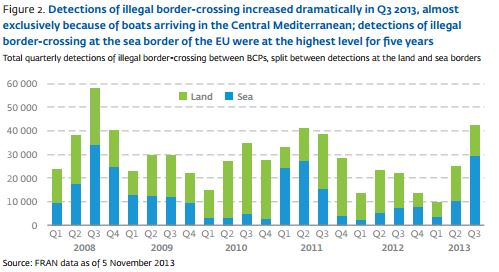 Figure 2. Detections of illegal border-crossing increased dramatically in Q3 2013, almost
exclusively because of boats arriving in the Central Mediterranean; detections of illegal
border-crossing at the sea border of the EU were at the highest level for five years
Total quarterly detections of illegal border-crossing between BCPs, split between detections at the land and sea borders
60 000
Land Sea
50 000
40 000
30 000
20 000
10 000
0
Q1 Q2 Q3 Q4 Q1 Q2 Q3 Q4 Q1 Q2 Q3 Q4 Q1 Q2 Q3 Q4 Q1 Q2 Q3 Q4 Q1 Q2 Q3
2008 2009 2010 2011 2012 2013
Source: FRAN data as of 5 November 2013